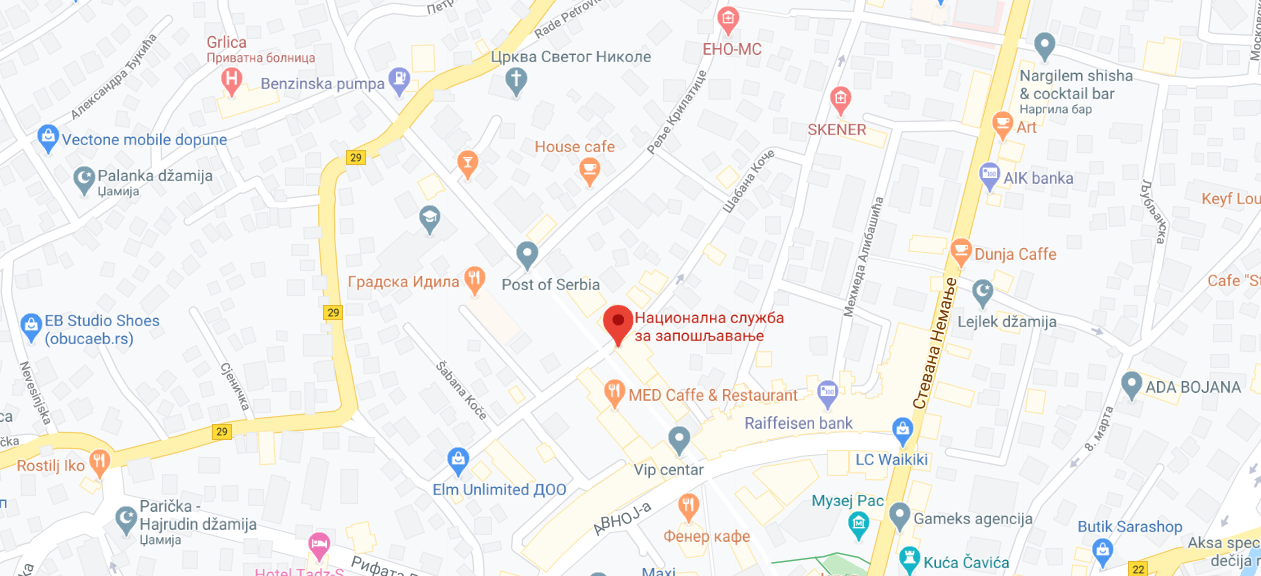 Петр
Rade Petrovi
Московск
Grlica
Приватна болница
ЕНО-МС
Црква Светог Николе
Benzinska pumpa
Александра Ђукића
Nargilem shisha
& cocktail bar
Наргила бар
Реље Крилатице
SKENER
Art
Vectone mobile dopune
House cafe
Palanka džamija
Џамија
Шабана Коче
AIK banka
Љубљанска
Keyf Lou
Мехмеда Алибашића
Dunja Caffe
Градска Идила
Post of Serbia
Cafe "St
Национална служба
за запошљавање
EB Studio Shoes
(obucaeb.rs)
Lejlek džamija
Стевана Немање
29
29
29
22
Nevesinjska
Сјеничка
Šabana Koče
MED Caffe & Restaurant
ADA BOJANA
Raiffeisen bank
8. марта
LC Waikiki
Rostilj Iko
Vip centar
Elm Unlimited ДОО
Parička -
Hajrudin džamija
Џамија
АВНОЈ-а
Музеј Рас
Gameks agencija
Фенер кафе
Butik Sarashop
Aksa spec
dečija r
Kuća Čavića
Hotel Tadz-S
Рифата Б
Maxi